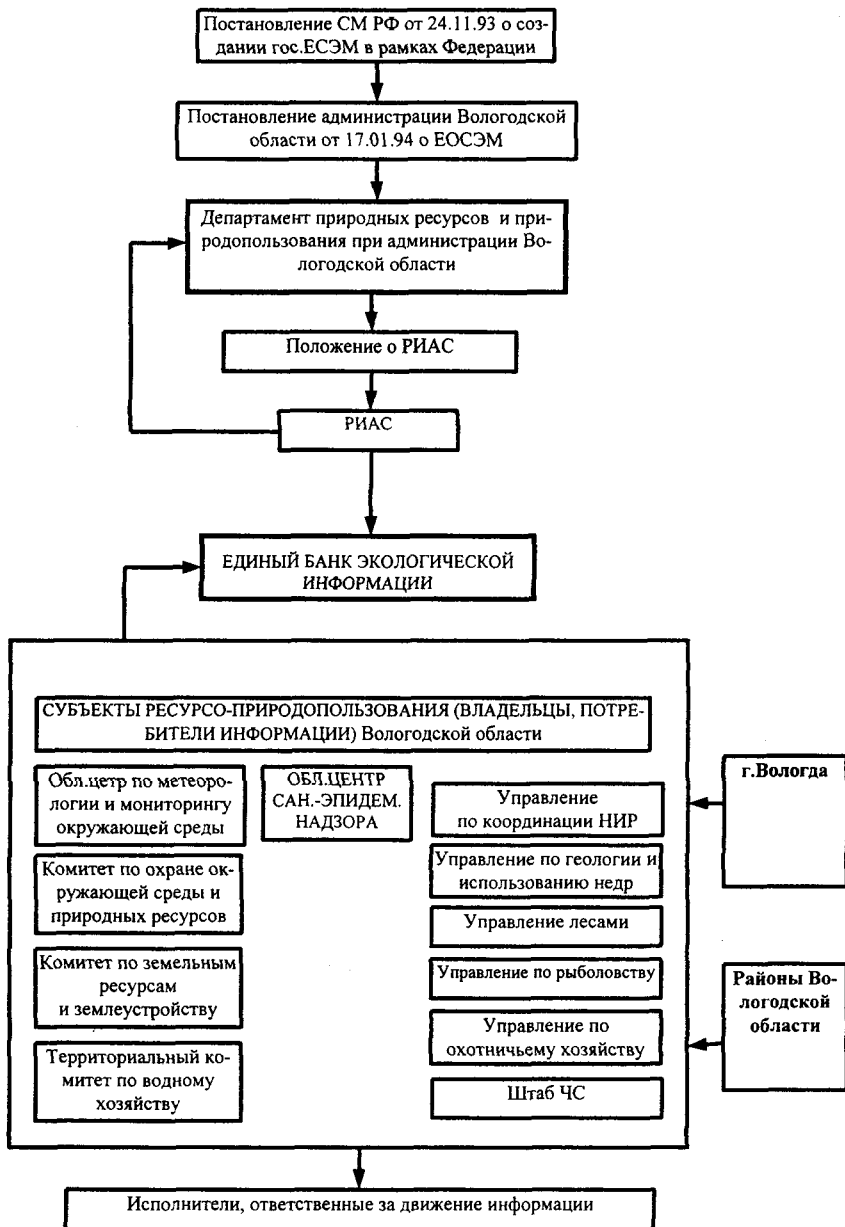 Постановление СМ РФ от 24.11.93 о соз-
дании гос.ЕСЭМ в рамках Федерации
Постановление администрации Вологодской
области от 17.01.94 о ЕОСЭМ
Департамент природных ресурсов и при-
родопользования при администрации Во-
логодской области
Положение о РИАС
РИАС
ЕДИНЫЙ БАНК ЭКОЛОГИЧЕСКОЙ
ИНФОРМАЦИИ
СУБЪЕКТЫ РЕСУРСО-ПРИРОДОПОЛЬЗОВАНИЯ (ВЛАДЕЛЬЦЫ, ПОТРЕ-
БИТЕЛИ ИНФОРМАЦИИ) Вологодской области
Обл.цетр по метеоро-
логии и мониторингу
окружающей среды
ОБЛ.ЦЕНТР
САН.-ЭПИДЕМ.
НАДЗОРА
Управление
по координации НИР
Комитет по охране ок-
ружающей среды и
природных ресурсов
Управление по геологии и
использованию недр
Управление лесами
Комитет по земельным
ресурсам
и землеустройству
Управление по рыболовству
Управление по
охотничьему хозяйству
Территориальный ко-
митет по водному
хозяйству
Штаб ЧС
г.Вологда
Районы Во-
логодской
области
Исполнители, ответственные за движение информации